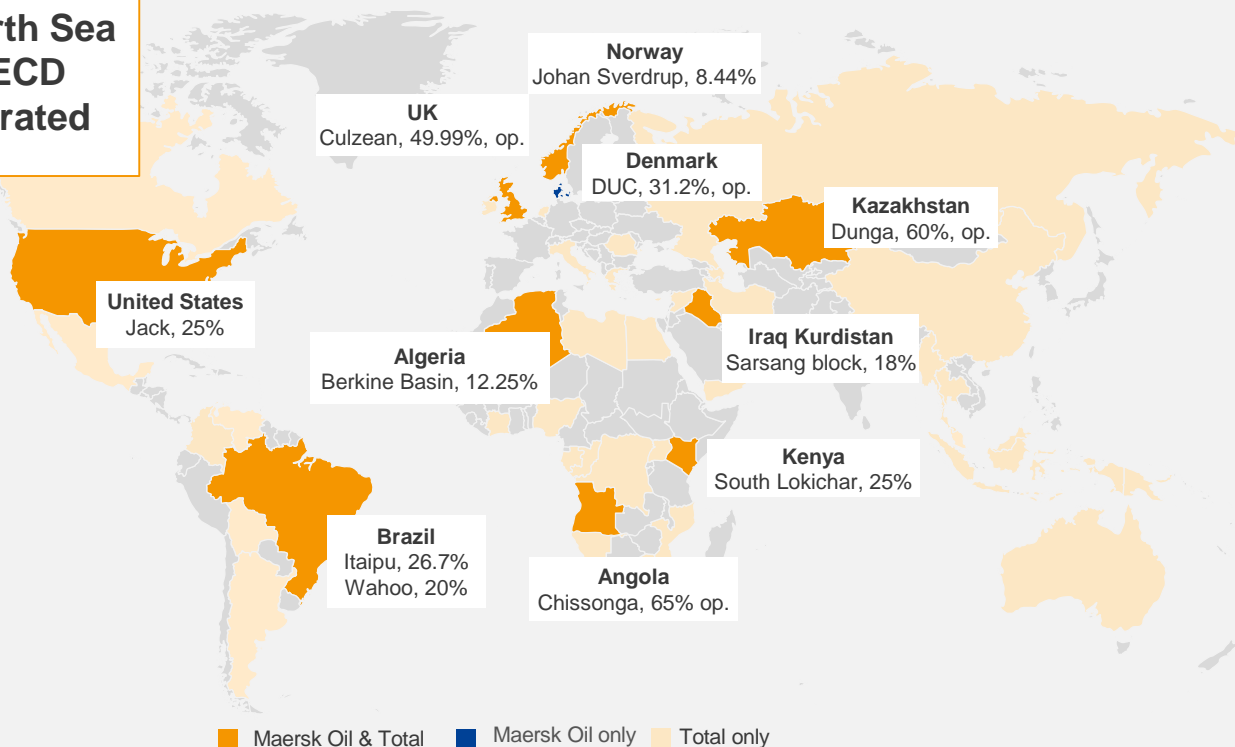 rth Sea
ECD
rated
Norway
Johan Sverdrup, 8.44%
UK
Culzean, 49.99%, op.
Denmark
DUC, 31.2%, op.
Kazakhstan
Dunga, 60%, op.
United States
Jack, 25%
Algeria
Berkine Basin, 12.25%
Iraq Kurdistan
Sarsang block, 18%
Kenya
South Lokichar, 25%
Brazil
Itaipu, 26.7%
Wahoo, 20%
Angola
Chissonga, 65% op.
Maersk Oil & Total Maersk Oil only Total only